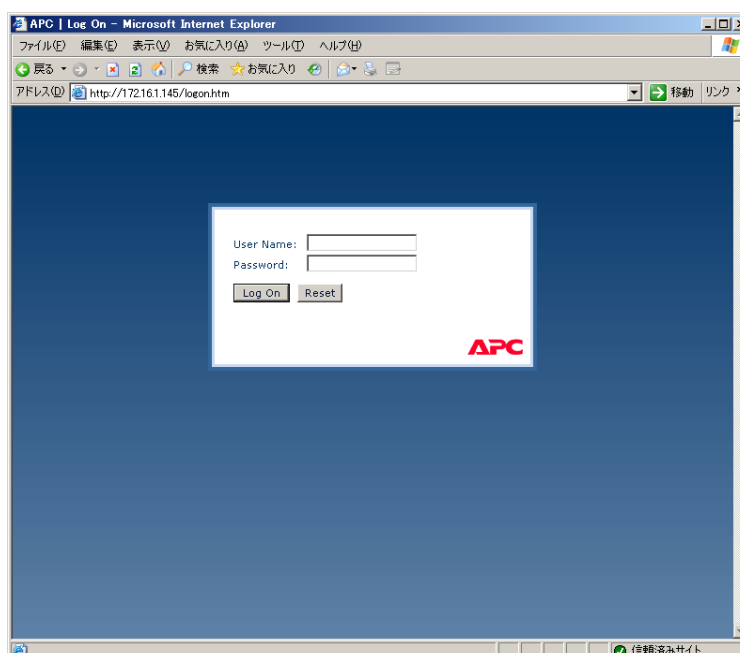 APC | Log On - Microsoft Internet Explorer
ファイル(F) 編集(E) 表示(V) お気に入り(A) ツール(T) ヘルプ(H)
戻る 検索 お気に入り
アドレス(D) http://172.16.1.145/logon.htm 移動 リンク
User Name:
Password:
Log On Reset
APC
信頼済みサイト